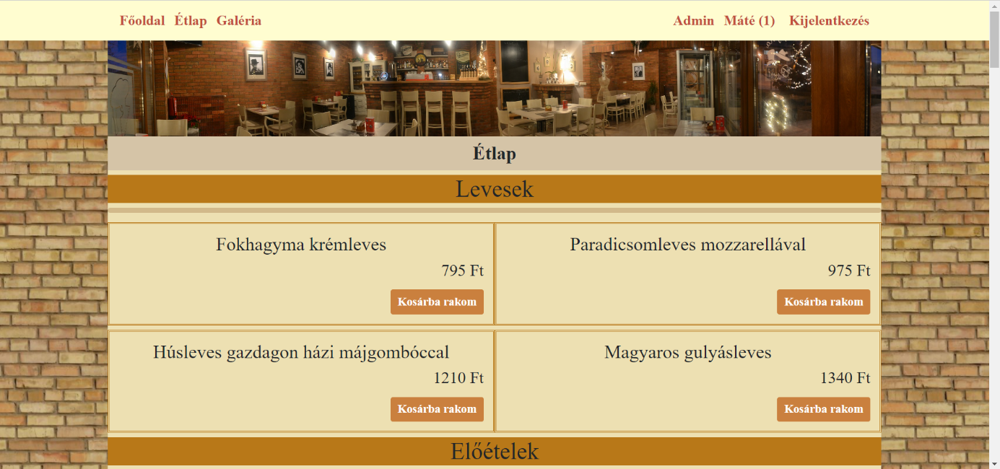 Főoldal Étlap Galéria Admin Máté (1) Kijelentkezés
Étlap
Levesek
Fokhagyma krémleves
795 Ft
Kosárba rakom
Paradicsomleves mozzarellával
975 Ft
Kosárba rakom
Húsleves gazdagon házi májgombóccal
1210 Ft
Kosárba rakom
Magyaros gulyásleves
1340 Ft
Kosárba rakom
Előételek